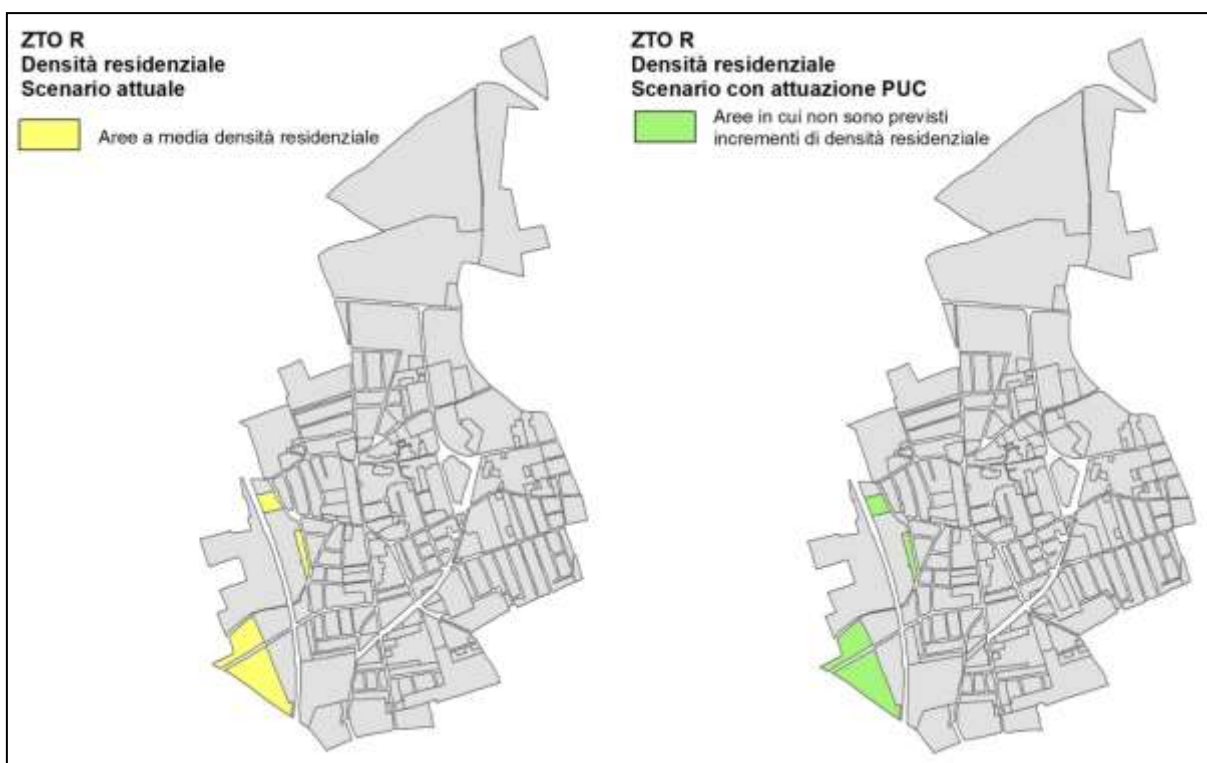 ZTO R
Densità residenziale
Scenario attuale
Aree a media densità residenziale
ZTO R
Densità residenziale
Scenario con attuazione PUC
Aree in cui non sono previsti
incrementi di densità residenziale